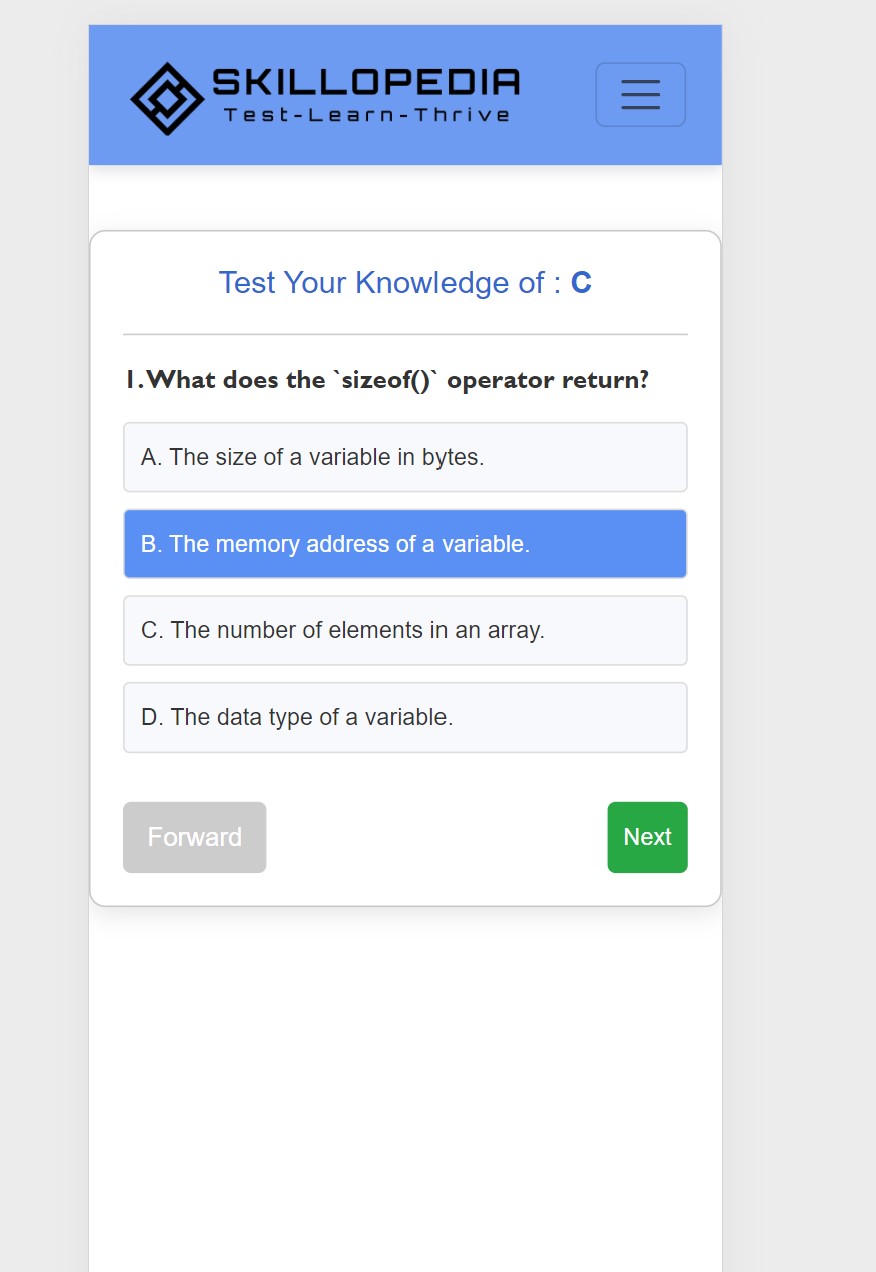 SKILLOPEDIA
Test-Learn-Thrive
Test Your Knowledge of : C
1.What does the `sizeof()` operator return?
A. The size of a variable in bytes.
B. The memory address of a variable.
C. The number of elements in an array.
D. The data type of a variable.
Forward
Next